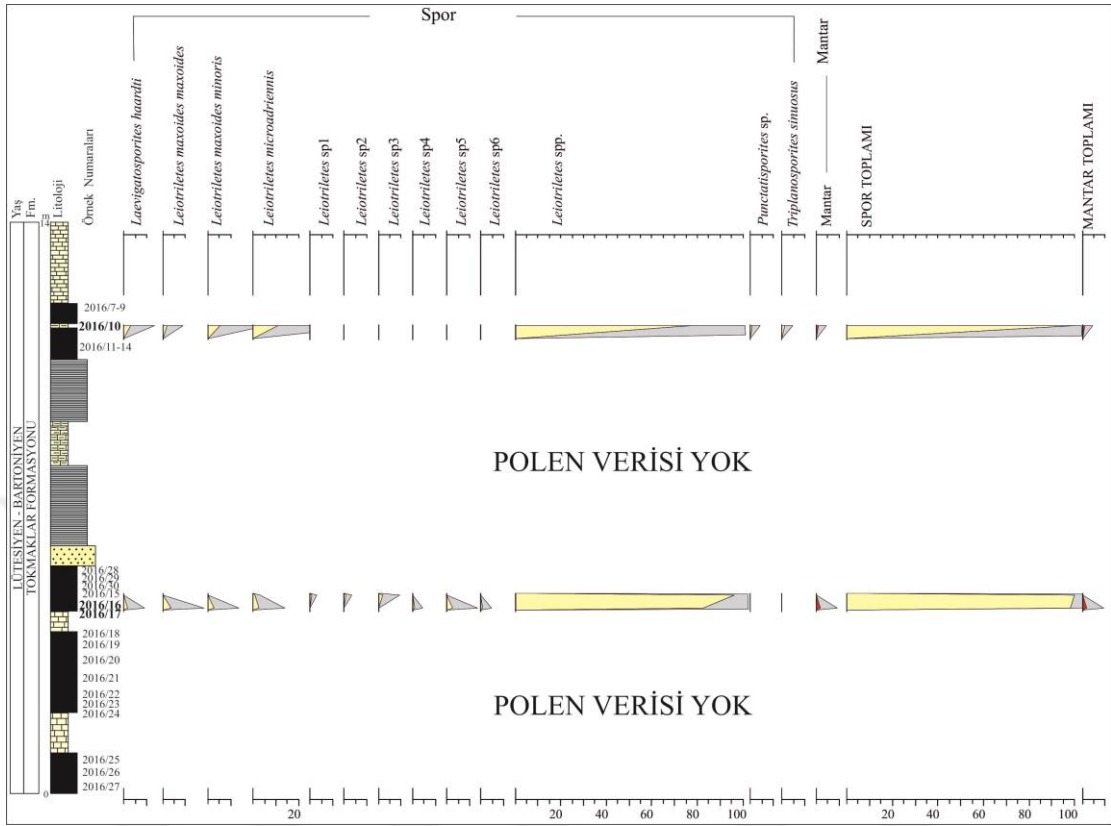 Spor
Mantar
Yaş
Fm.
Litoloji
Örnek Numaraları
Laevigatosporites haardti
Leiotriletes maxoides maxoides
Leiotriletes maxoides minoris
Leiotriletes microadriennis
Leiotriletes sp1
Leiotriletes sp2
Leiotriletes sp3
Leiotriletes sp4
Leiotriletes sp5
Leiotriletes sp6
Leiotriletes spp.
Punctatisporites sp.
Triplanosporites sinuosus
Mantar
SPOR TOPLAMI
MANTAR TOPLAMI
m
14
2016/7-9
2016/10
2016/11-14
POLEN VERİSİ YOK
LÜTESİYEN - BARTONİYEN
TOKMAKLAR FORMASYONU
2016/28
2016/29
2016/30
2016/15
2016/16
2016/17
2016/18
2016/19
2016/20
2016/21
2016/22
2016/23
2016/24
POLEN VERİSİ YOK
2016/25
2016/26
2016/27
0
20 20 40 60 80 100 20 40 60 80 100